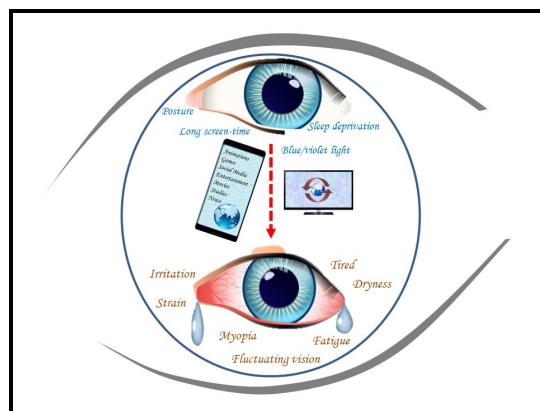 Posture
Long screen-time
Sleep deprivation
Blue/violet light
Animations
Games
Social Media
Entertainment
Movies
Studies
News
Irritation
Tired
Dryness
Strain
Myopia
Fatigue
Fluctuating vision